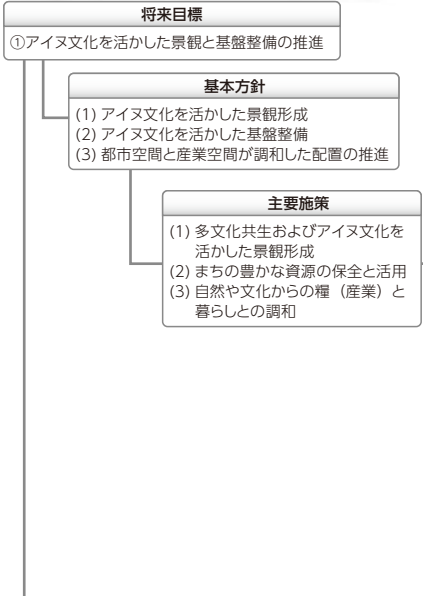 将来目標
①アイヌ文化を活かした景観と基盤整備の推進
基本方針
(1) アイヌ文化を活かした景観形成
(2) アイヌ文化を活かした基盤整備
(3) 都市空間と産業空間が調和した配置の推進
主要施策
(1) 多文化共生およびアイヌ文化を
活かした景観形成
(2) まちの豊かな資源の保全と活用
(3) 自然や文化からの糧（産業）と
暮らしとの調和